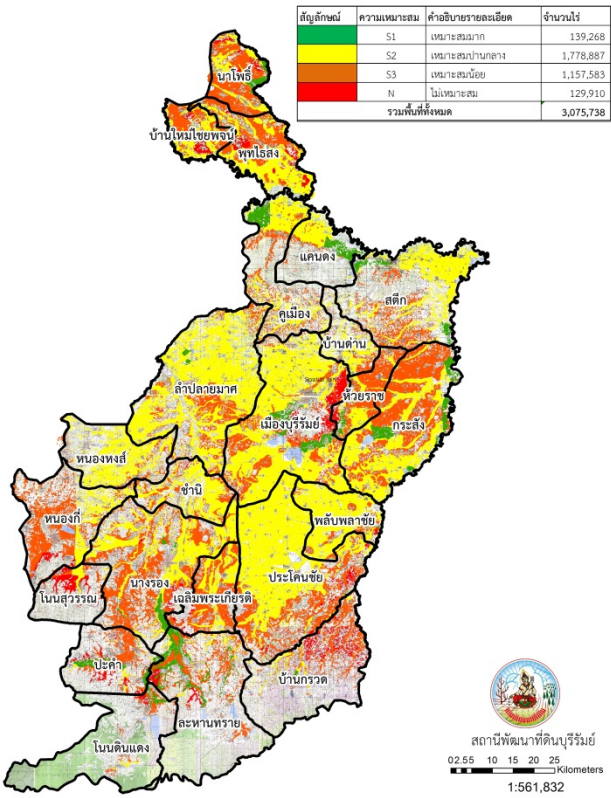 สัญลักษณ์ ความเหมาะสม คำอธิบายรายละเอียด จำนวนไร่
S1 เหมาะสมมาก 139,268
S2 เหมาะสมปานกลาง 1,778,887
S3 เหมาะสมน้อย 1,157,583
N ไม่เหมาะสม 129,910
รวมพื้นที่ทั้งหมด 3,075,738
นาโพธิ์
บ้านใหม่ไชยพจน์
พุทไธสง
แคนดง
สตึก
คูเมือง
บ้านด่าน
ลำปลายมาศ
ห้วยราช
เมืองบุรีรัมย์
กระสัง
หนองหงส์
ชำนิ
หนองกี่
พลับพลาชัย
ประโคนชัย
นางรอง
เฉลิมพระเกียรติ
โนนสุวรรณ
ปะคำ
บ้านกรวด
ละหานทราย
โนนดินแดง
สถานีพัฒนาที่ดินบุรีรัมย์
02.55 10 15 20 25
Kilometers
1:561,832